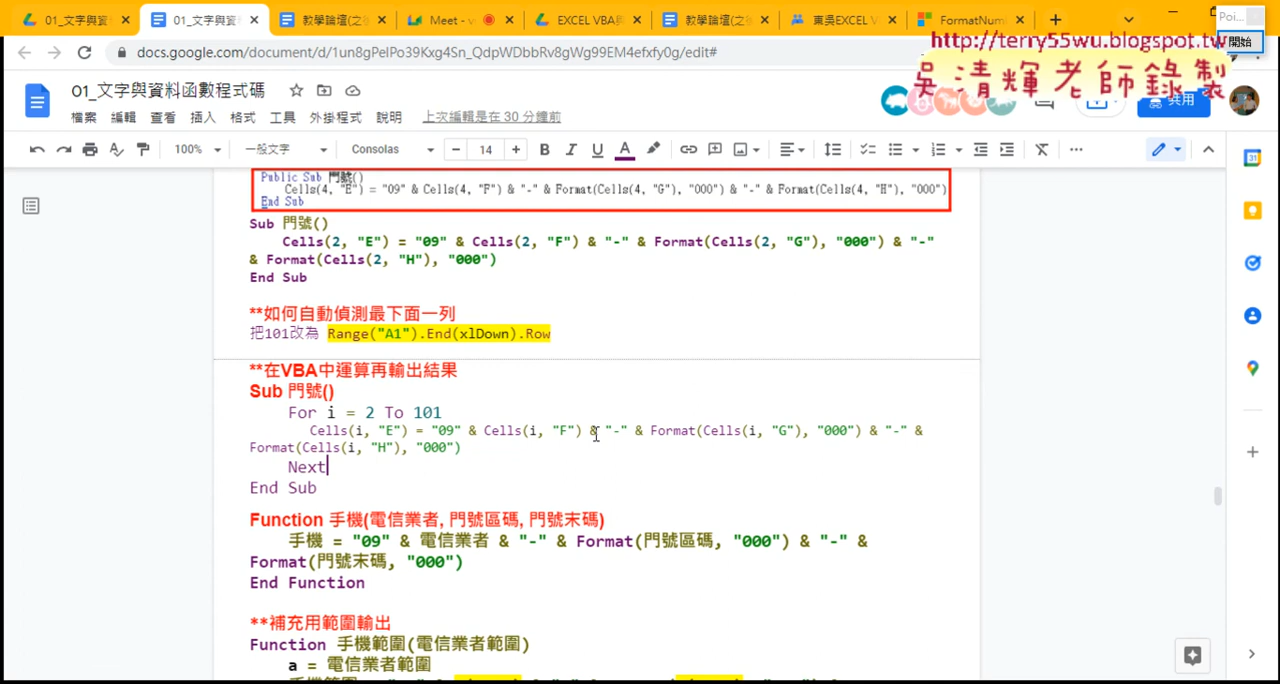 01_文字與資
01_文字與資
教學論壇(之
Meet - v
EXCEL VBA與
教學論壇(之
東吳EXCEL V
FormatNum
Poi...
開始
docs.google.com/document/d/1un8gPelPo39Kxg4Sn_QdpWDbbRv8gWg99EM4efxfy0g/edit#
http://terry55wu.blogspot.tw
吳清輝老師錄製
01_文字與資料函數程式碼
共用
檔案 編輯 查看 插入 格式 工具 外掛程式 說明 上次編輯是在 30 分鐘前
100% 一般文字 Consolas 14 B I U A
Public Sub 門號()
Cells(4, "E") = "09" & Cells(4, "F") & "-" & Format(Cells(4, "G"), "000") & "-" & Format(Cells(4, "H"), "000")
End Sub
Sub 門號()
Cells(2, "E") = "09" & Cells(2, "F") & "-" & Format(Cells(2, "G"), "000") & "-"
& Format(Cells(2, "H"), "000")
End Sub
**如何自動偵測最下面一列
把101改為 Range("A1").End(xlDown).Row
**在VBA中運算再輸出結果
Sub 門號()
For i = 2 To 101
Cells(i, "E") = "09" & Cells(i, "F") & "-" & Format(Cells(i, "G"), "000") & "-" &
Format(Cells(i, "H"), "000")
Next
End Sub
Function 手機(電信業者, 門號區碼, 門號末碼)
手機 = "09" & 電信業者 & "-" & Format(門號區碼, "000") & "-" &
Format(門號末碼, "000")
End Function
**補充用範圍輸出
Function 手機範圍(電信業者範圍)
a = 電信業者範圍